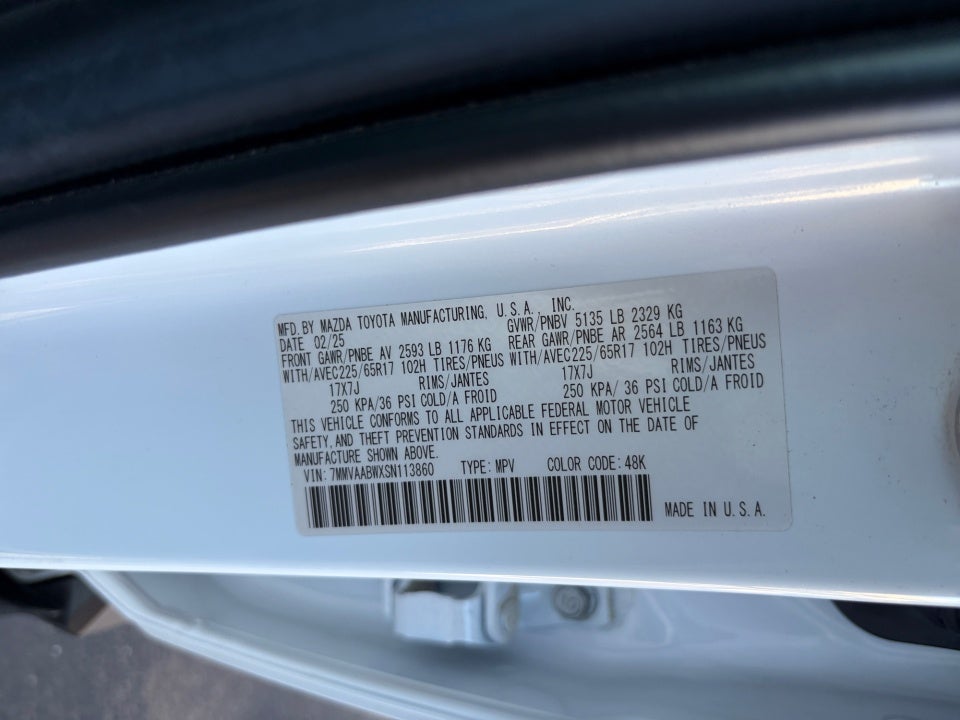 MFD. BY MAZDA TOYOTA MANUFACTURING, U.S.A., INC.
DATE 02/25 GVWR/PNBV 5135 LB 2329 KG
FRONT GAWR/PNBE AV 2593 LB 1176 KG REAR GAWR/PNBE AR 2564 LB 1163 KG
WITH/AVEC225/65R17 102H TIRES/PNEUS WITH/AVEC225/65R17 102H TIRES/PNEUS
17X7J RIMS/JANTES 17X7J RIMS/JANTES
250 KPA/36 PSI COLD/A FROID 250 KPA/36 PSI COLD/A FROID
THIS VEHICLE CONFORMS TO ALL APPLICABLE FEDERAL MOTOR VEHICLE
SAFETY, AND THEFT PREVENTION STANDARDS IN EFFECT ON THE DATE OF
MANUFACTURE SHOWN ABOVE.
VIN: 7MMVAABWXSN113860 TYPE: MPV COLOR CODE: 48K
MADE IN U.S.A.